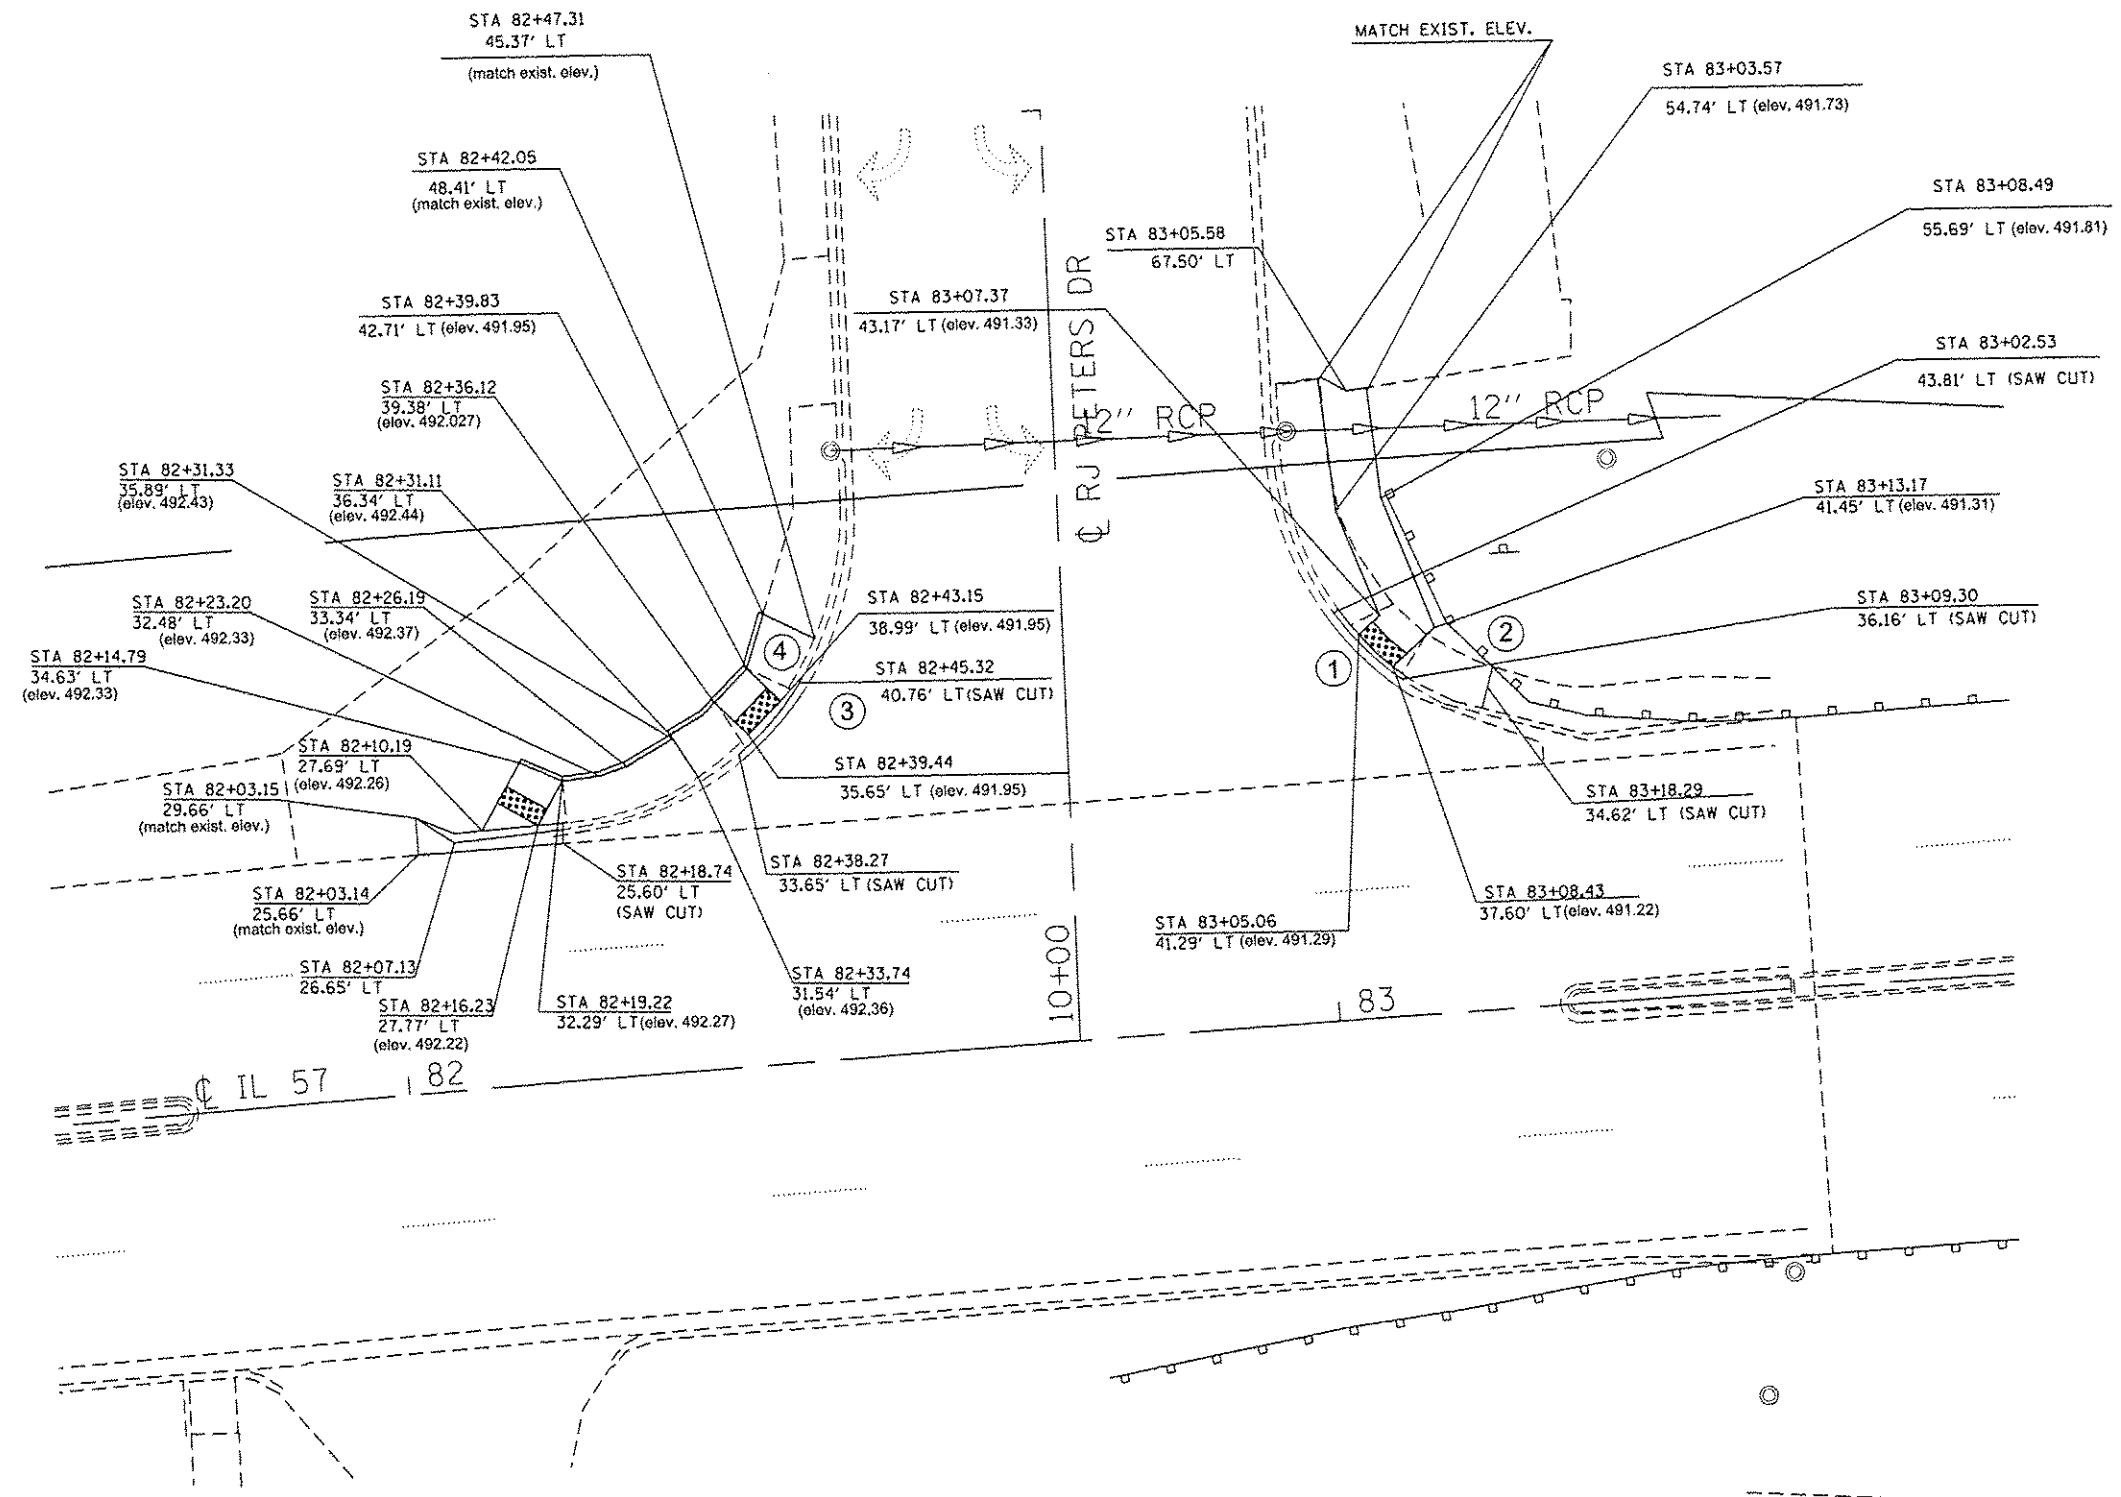 STA 82+47.31
45.37' LT
(match exist. elev.)
MATCH EXIST. ELEV.
STA 83+03.57
54.74' LT (elev. 491.73)
STA 82+42.05
48.41' LT
(match exist. elev.)
STA 83+08.49
55.69' LT (elev. 491.81)
STA 83+05.58
67.50' LT
STA 82+39.83
42.71' LT (elev. 491.95)
STA 83+07.37
43.17' LT (elev. 491.33)
℄ RJ PETERS DR
STA 83+02.53
43.81' LT (SAW CUT)
STA 82+36.12
39.38' LT
(elev. 492.027)
12'' RCP
12'' RCP
STA 82+31.33
35.89' LT
(elev. 492.43)
STA 82+31.11
36.34' LT
(elev. 492.44)
STA 83+13.17
41.45' LT (elev. 491.31)
STA 82+23.20
32.48' LT
(elev. 492.33)
STA 82+26.19
33.34' LT
(elev. 492.37)
STA 82+43.15
38.99' LT (elev. 491.95)
STA 83+09.30
36.16' LT (SAW CUT)
STA 82+14.79
34.63' LT
(elev. 492.33)
4
2
1
STA 82+45.32
40.76' LT (SAW CUT)
3
STA 82+10.19
27.69' LT
(elev. 492.26)
STA 82+39.44
35.65' LT (elev. 491.95)
STA 82+03.15
29.66' LT
(match exist. elev.)
STA 83+18.29
34.62' LT (SAW CUT)
STA 82+18.74
25.60' LT
(SAW CUT)
STA 82+38.27
33.65' LT (SAW CUT)
STA 82+03.14
25.66' LT
(match exist. elev.)
STA 83+08.43
37.60' LT (elev. 491.22)
STA 83+05.06
41.29' LT (elev. 491.29)
STA 82+07.13
26.65' LT
STA 82+33.74
31.54' LT
(elev. 492.36)
STA 82+16.23
27.77' LT
(elev. 492.22)
STA 82+19.22
32.29' LT (elev. 492.27)
10+00
83
℄ IL 57
82